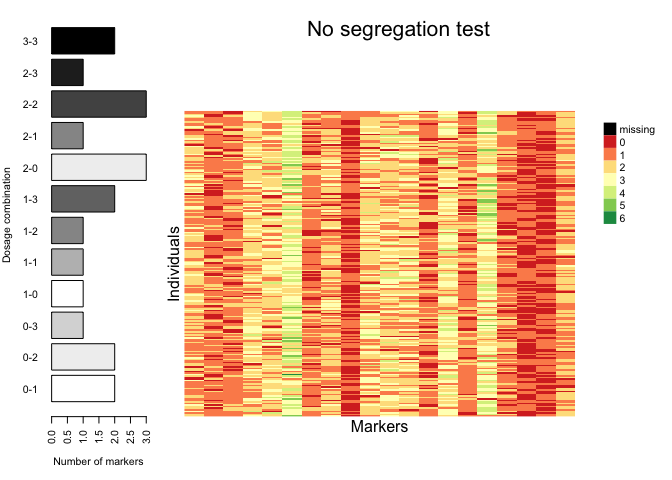 No segregation test
Dosage combination
3-3
2-3
2-2
2-1
2-0
1-3
1-2
1-1
1-0
0-3
0-2
0-1
0.0 0.5 1.0 1.5 2.0 2.5 3.0
Number of markers
Individuals
Markers
missing
0
1
2
3
4
5
6